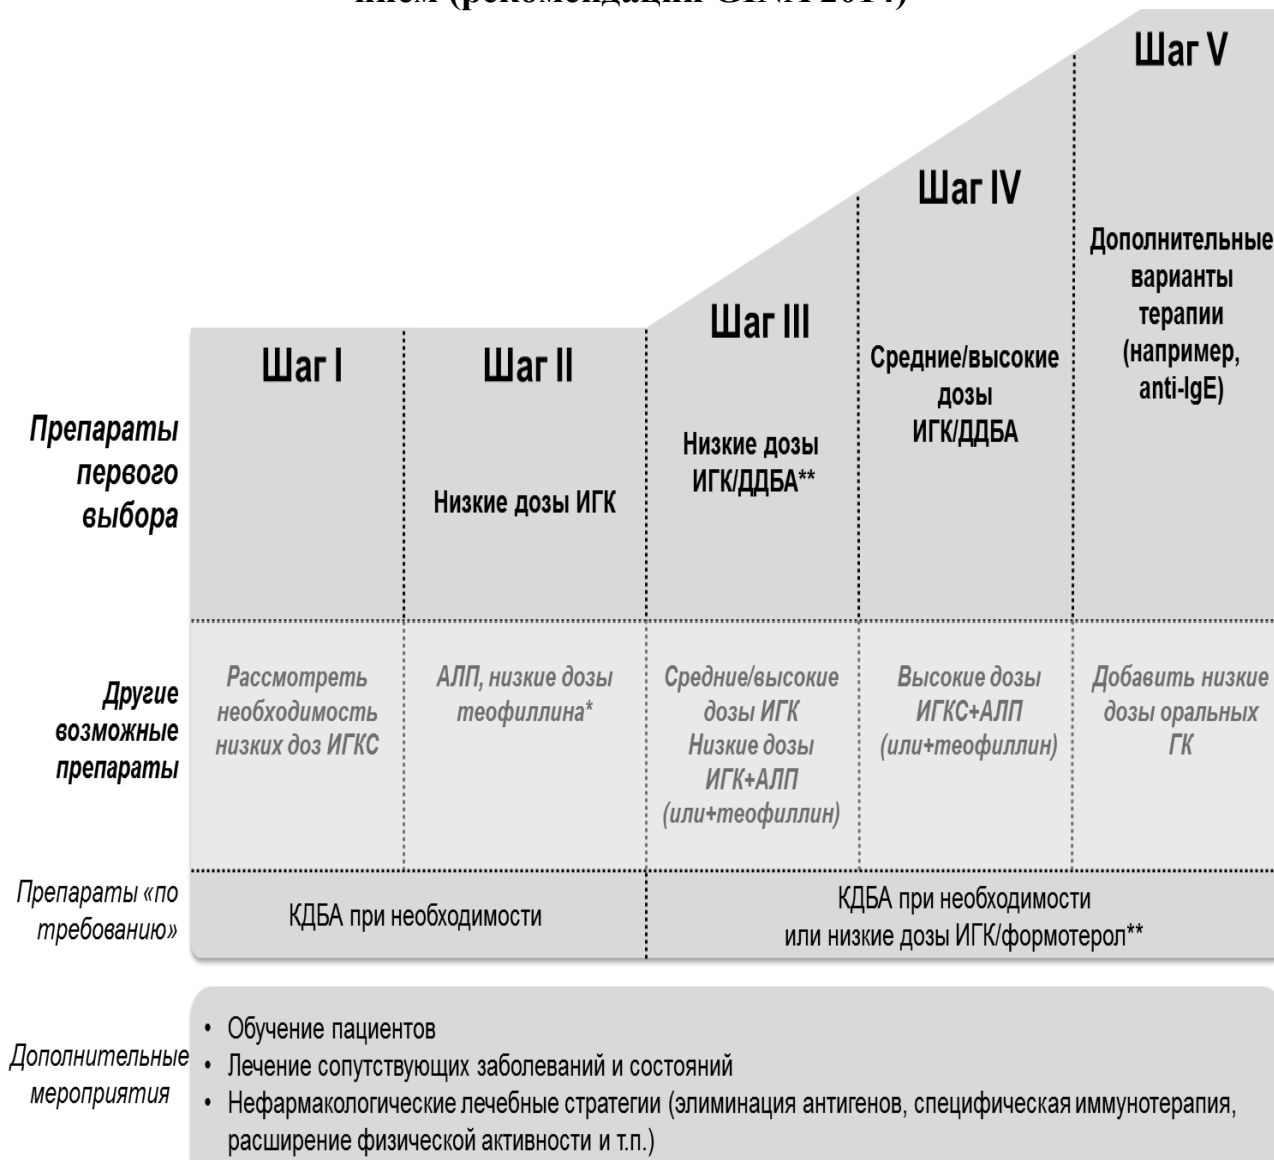 нием (рекомендации GINA 2014)
Шаг I
Шаг II
Шаг III
Шаг IV
Шаг V
Препараты
первого
выбора
Низкие дозы ИГК
Низкие дозы
ИГК/ДДБА**
Средние/высокие
дозы
ИГК/ДДБА
Дополнительные
варианты
терапии
(например,
anti-IgE)
Другие
возможные
препараты
Рассмотреть
необходимость
низких доз ИГКС
АЛП, низкие дозы
теофиллина*
Средние/высокие
дозы ИГК
Низкие дозы
ИГК+АЛП
(или+теофиллин)
Высокие дозы
ИГКС+АЛП
(или+теофиллин)
Добавить низкие
дозы оральных
ГК
Препараты «по
требованию»
КДБА при необходимости
КДБА при необходимости
или низкие дозы ИГК/формотерол**
Дополнительные
мероприятия
• Обучение пациентов
• Лечение сопутствующих заболеваний и состояний
• Нефармакологические лечебные стратегии (элиминация антигенов, специфическая иммунотерапия,
расширение физической активности и т.п.)